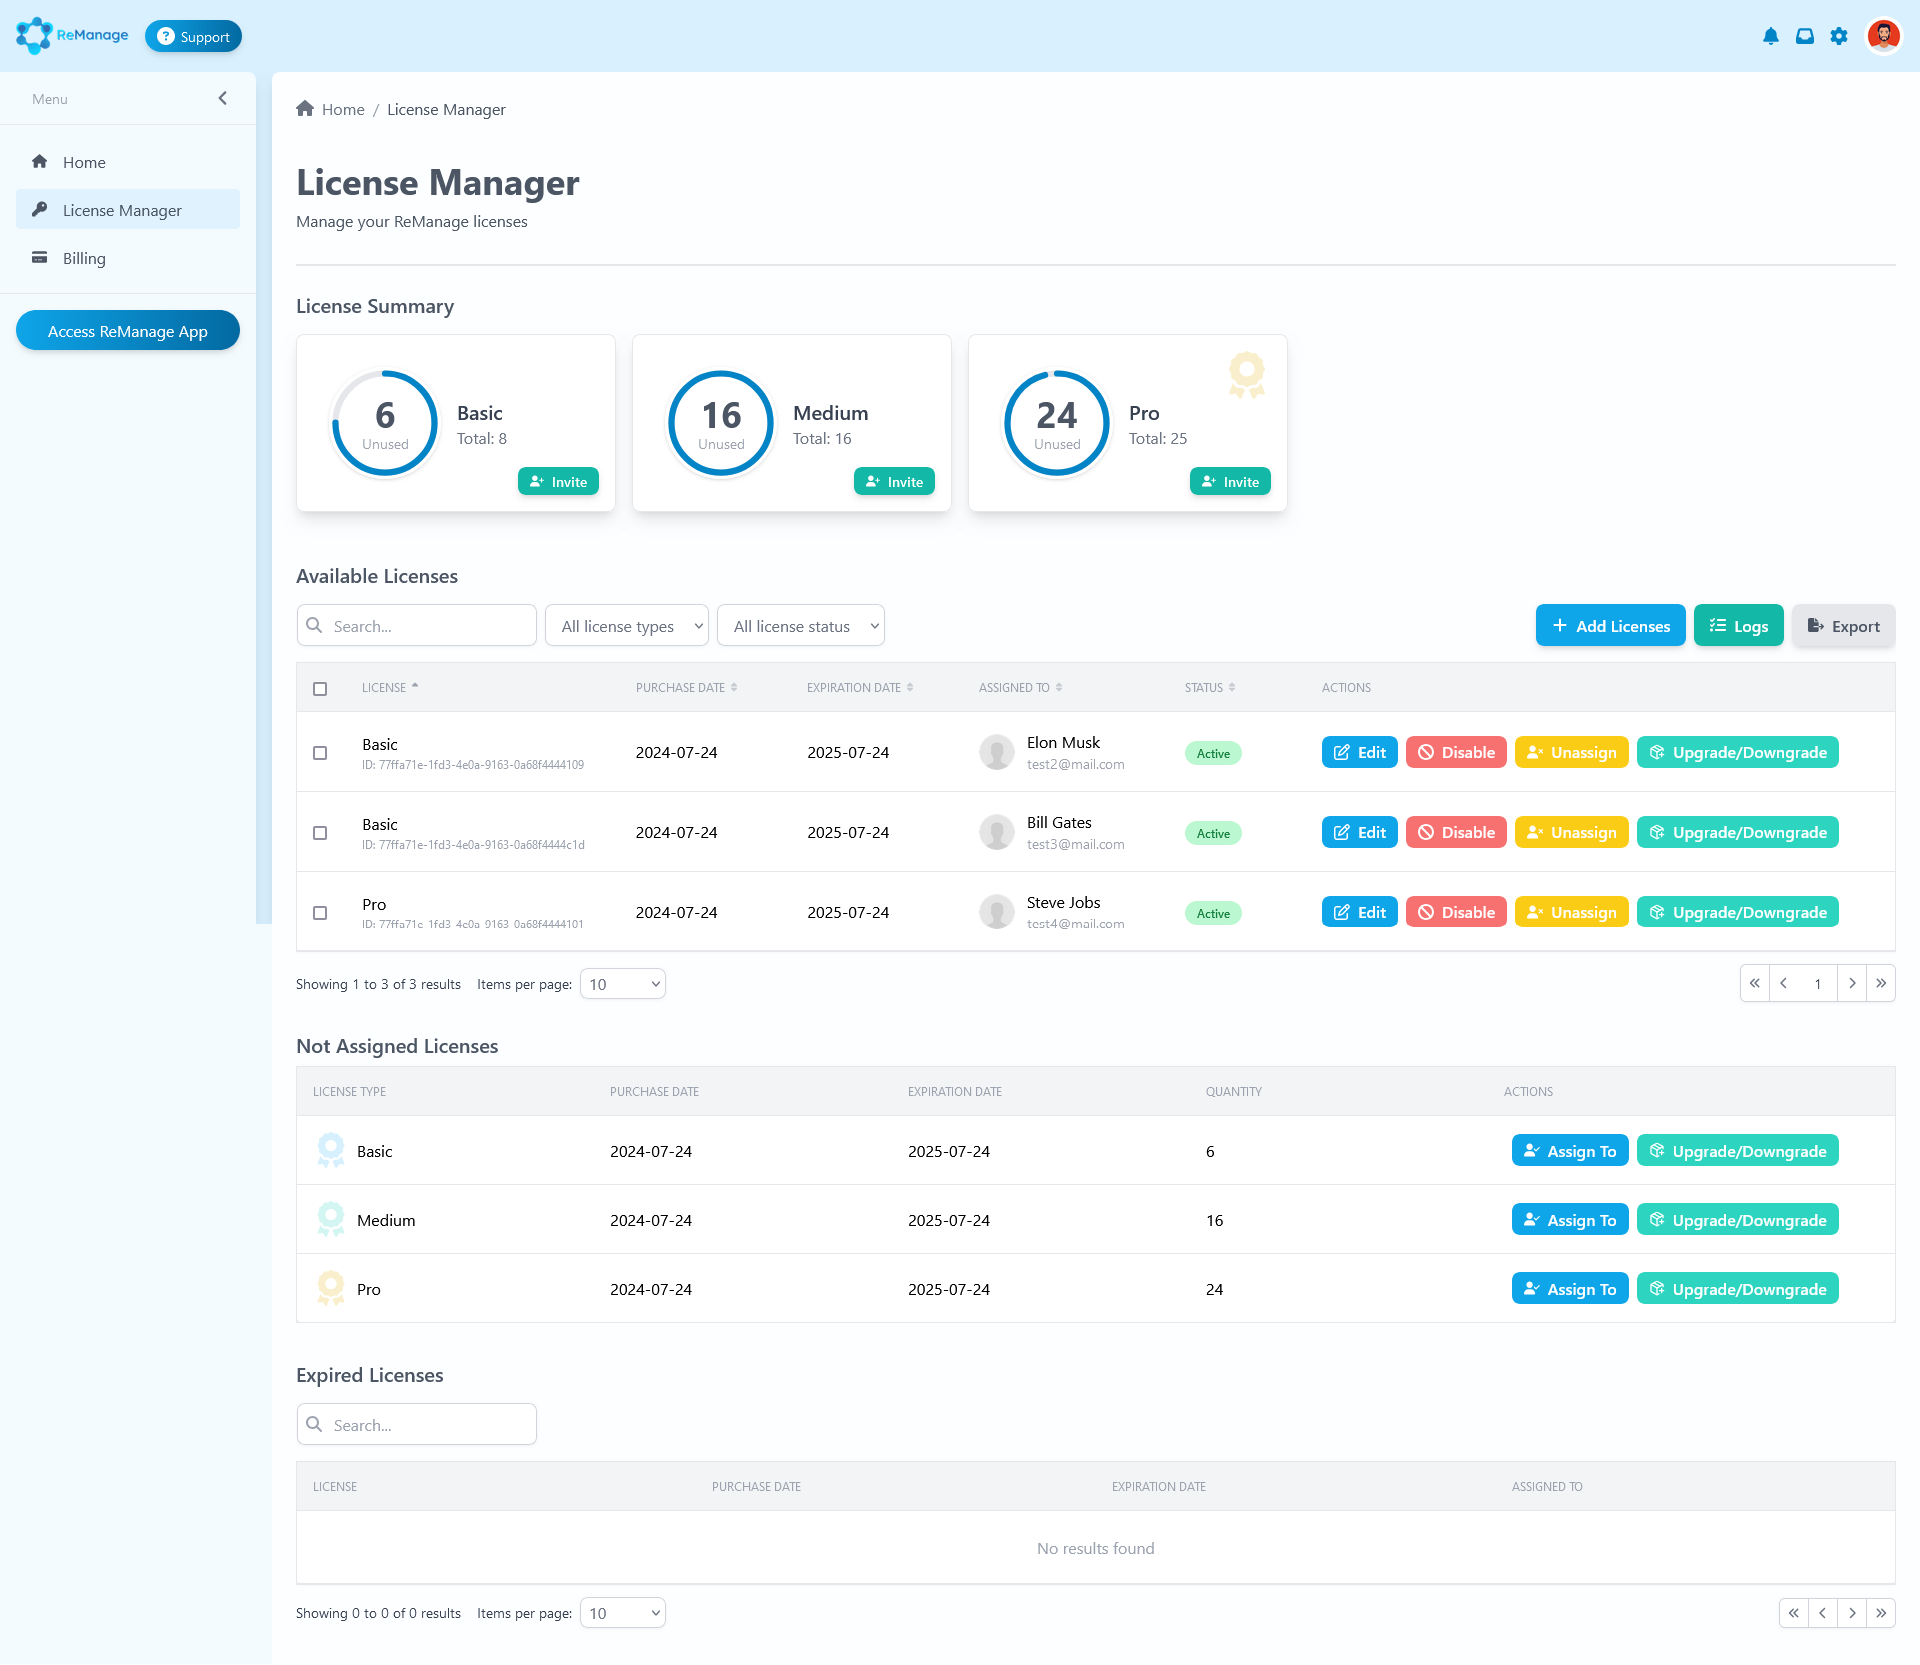 ReManage
? Support
Menu
Home
License Manager
Billing
Access ReManage App
Home / License Manager
License Manager
Manage your ReManage licenses
License Summary
6
Unused
Basic
Total: 8
Invite
16
Unused
Medium
Total: 16
Invite
24
Unused
Pro
Total: 25
Invite
Available Licenses
Search...
All license types
All license status
Add Licenses
Logs
Export
LICENSE PURCHASE DATE EXPIRATION DATE ASSIGNED TO STATUS ACTIONS
Basic
ID: 77ffa71e-1fd3-4e0a-9163-0a68f4444109
2024-07-24
2025-07-24
Elon Musk
test2@mail.com
Active
Edit
Disable
Unassign
Upgrade/Downgrade
Basic
ID: 77ffa71e-1fd3-4e0a-9163-0a68f4444c1d
2024-07-24
2025-07-24
Bill Gates
test3@mail.com
Active
Edit
Disable
Unassign
Upgrade/Downgrade
Pro
ID: 77ffa71e-1fd3-4e0a-9163-0a68f4444101
2024-07-24
2025-07-24
Steve Jobs
test4@mail.com
Active
Edit
Disable
Unassign
Upgrade/Downgrade
Showing 1 to 3 of 3 results Items per page: 10
« ‹ 1 › »
Not Assigned Licenses
LICENSE TYPE PURCHASE DATE EXPIRATION DATE QUANTITY ACTIONS
Basic 2024-07-24 2025-07-24 6 Assign To Upgrade/Downgrade
Medium 2024-07-24 2025-07-24 16 Assign To Upgrade/Downgrade
Pro 2024-07-24 2025-07-24 24 Assign To Upgrade/Downgrade
Expired Licenses
Search...
LICENSE PURCHASE DATE EXPIRATION DATE ASSIGNED TO
No results found
Showing 0 to 0 of 0 results Items per page: 10
« ‹ › »